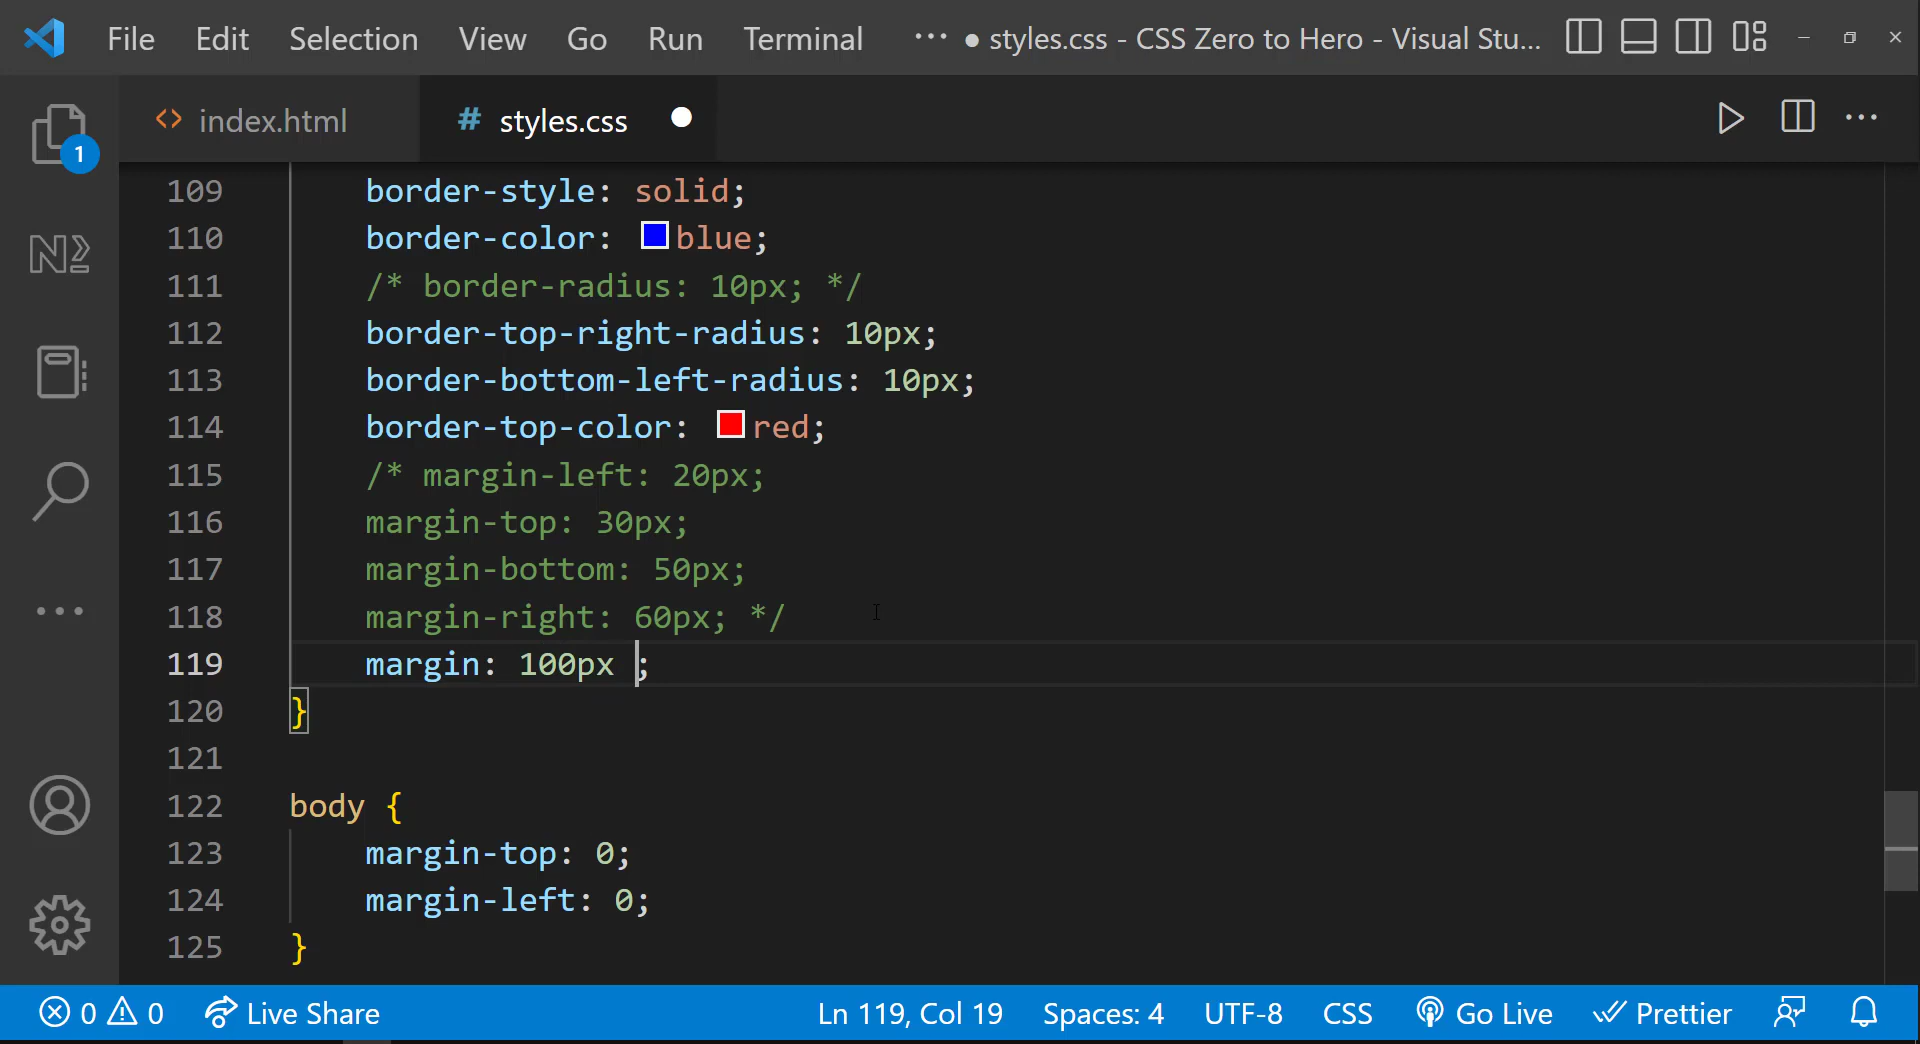 File Edit Selection View Go Run Terminal ··· ● styles.css - CSS Zero to Hero - Visual Stu...
<> index.html # styles.css ●
1
109 border-style: solid;
110 border-color: blue;
111 /* border-radius: 10px; */
112 border-top-right-radius: 10px;
113 border-bottom-left-radius: 10px;
114 border-top-color: red;
115 /* margin-left: 20px;
116 margin-top: 30px;
117 margin-bottom: 50px;
118 margin-right: 60px; */
119 margin: 100px ;
120 }
121
122 body {
123 margin-top: 0;
124 margin-left: 0;
125 }
0 0 Live Share Ln 119, Col 19 Spaces: 4 UTF-8 CSS Go Live Prettier